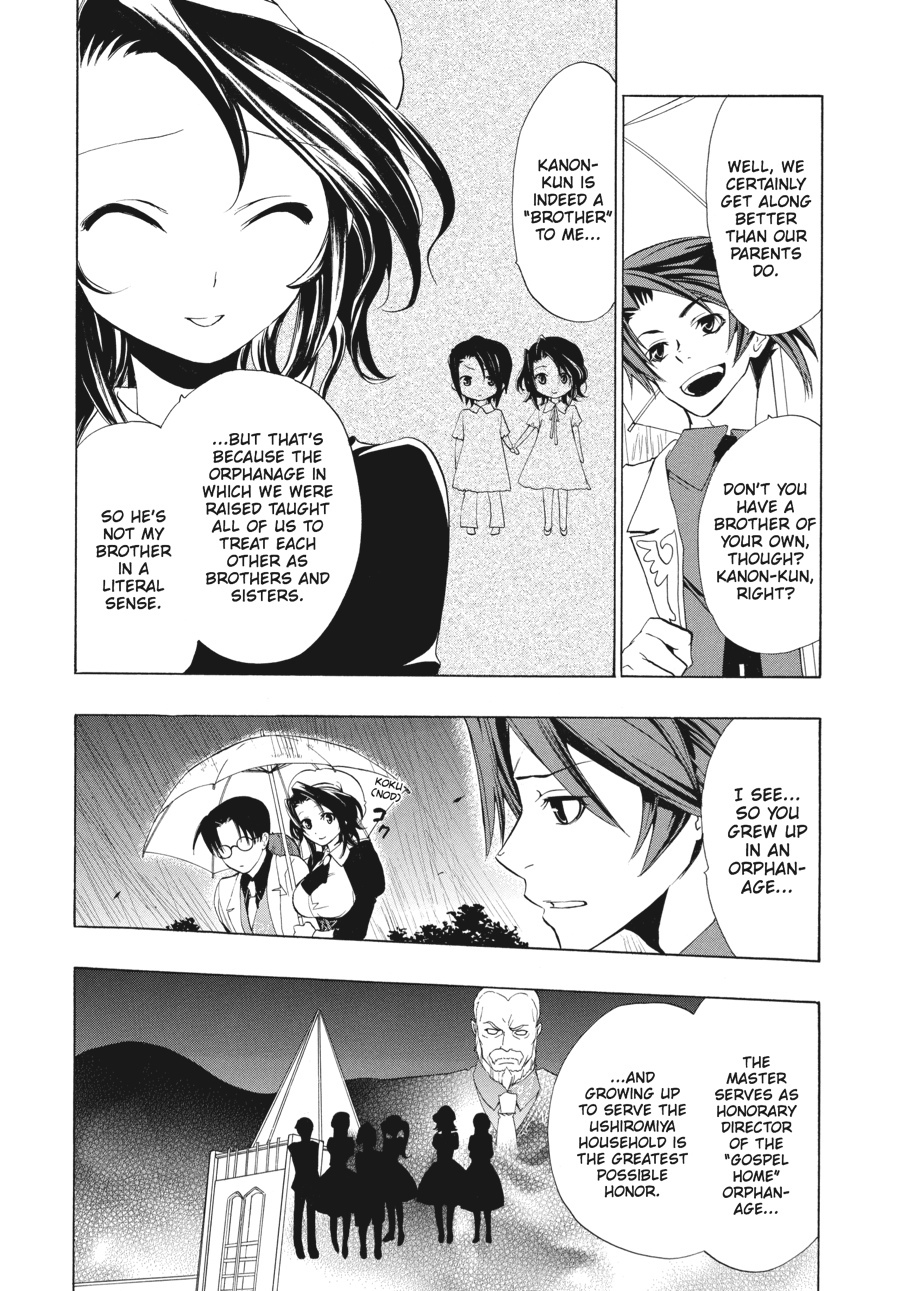 WELL, WE
CERTAINLY
GET ALONG
BETTER
THAN OUR
PARENTS
DO.
DON'T YOU
HAVE A
BROTHER OF
YOUR OWN,
THOUGH?
KANON-KUN,
RIGHT?
KANON-
KUN IS
INDEED A
"BROTHER"
TO ME...
...BUT THAT'S
BECAUSE THE
ORPHANAGE IN
WHICH WE WERE
RAISED TAUGHT
ALL OF US TO
TREAT EACH
OTHER AS
BROTHERS AND
SISTERS.
SO HE'S
NOT MY
BROTHER
IN A
LITERAL
SENSE.
I SEE...
SO YOU
GREW UP
IN AN
ORPHAN-
AGE...
KOKU
(NOD)
コク
THE
MASTER
SERVES AS
HONORARY
DIRECTOR
OF THE
"GOSPEL
HOME"
ORPHAN-
AGE...
...AND
GROWING UP
TO SERVE THE
USHIROMIYA
HOUSEHOLD IS
THE GREATEST
POSSIBLE
HONOR.